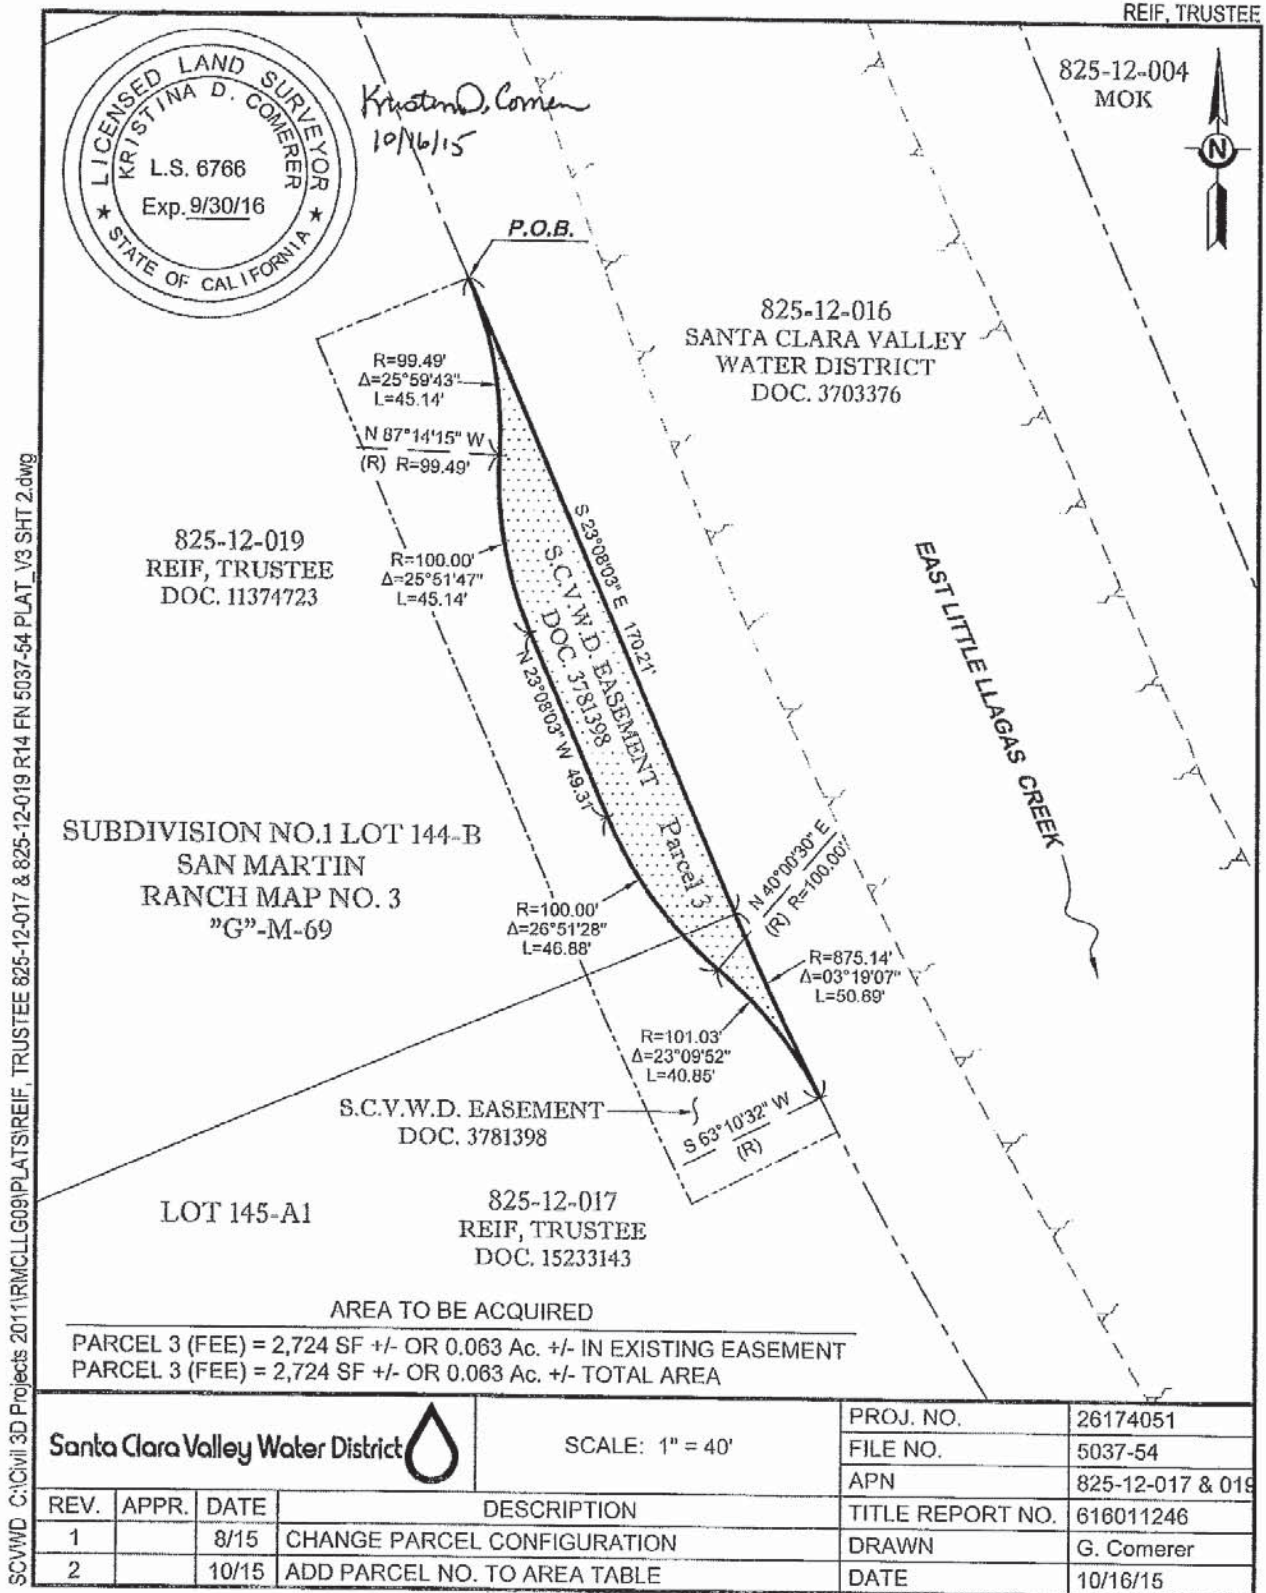 REIF, TRUSTEE
825-12-004
MOK
N
LICENSED LAND SURVEYOR
KRISTINA D. COMERER
L.S. 6766
Exp. 9/30/16
★ STATE OF CALIFORNIA ★
10/16/15
P.O.B.
825-12-016
SANTA CLARA VALLEY
WATER DISTRICT
DOC. 3703376
R=99.49'
Δ=25°59'43"
L=45.14'
N 87°14'15" W
(R) R=99.49'
825-12-019
REIF, TRUSTEE
DOC. 11374723
R=100.00'
Δ=25°51'47"
L=45.14'
S 23°08'03" E 170.21'
S.C.V.W.D. EASEMENT
DOC. 3781398
Parcel 3
N 23°08'03" W 49.31'
EAST LITTLE LLAGAS CREEK
SUBDIVISION NO.1 LOT 144-B
SAN MARTIN
RANCH MAP NO. 3
"G"-M-69
N 40°00'30" E
(R) R=100.00'
R=100.00'
Δ=26°51'28"
L=46.88'
R=875.14'
Δ=03°19'07"
L=50.69'
R=101.03'
Δ=23°09'52"
L=40.85'
S.C.V.W.D. EASEMENT
DOC. 3781398
S 63°10'32" W
(R)
LOT 145-A1
825-12-017
REIF, TRUSTEE
DOC. 15233143
AREA TO BE ACQUIRED
PARCEL 3 (FEE) = 2,724 SF +/- OR 0.063 Ac. +/- IN EXISTING EASEMENT
PARCEL 3 (FEE) = 2,724 SF +/- OR 0.063 Ac. +/- TOTAL AREA
Santa Clara Valley Water District
SCALE: 1" = 40'
PROJ. NO. 26174051
FILE NO. 5037-54
APN 825-12-017 & 019
TITLE REPORT NO. 616011246
DRAWN G. Comerer
DATE 10/16/15
REV. APPR. DATE DESCRIPTION
1 8/15 CHANGE PARCEL CONFIGURATION
2 10/15 ADD PARCEL NO. TO AREA TABLE
SCVWD C:\Civil 3D Projects 2011\RMCLLG09\PLATS\REIF, TRUSTEE 825-12-017 & 825-12-019 R14 FN 5037-54 PLAT_V3 SHT 2.dwg